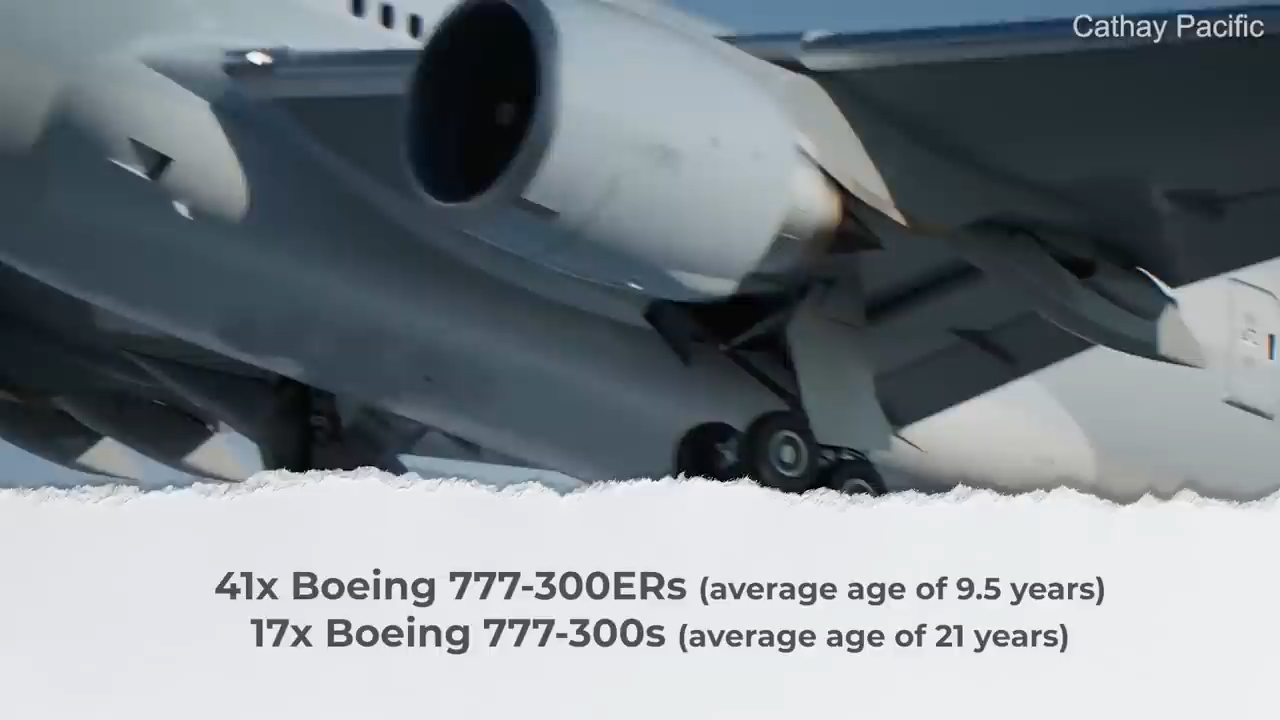 Cathay Pacific
41x Boeing 777-300ERs (average age of 9.5 years)
17x Boeing 777-300s (average age of 21 years)